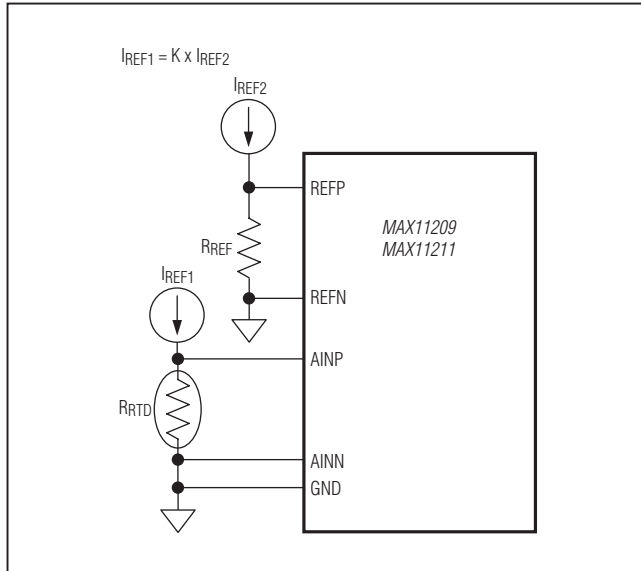 IREF1 = K x IREF2
IREF2
REFP
MAX11209
MAX11211
RREF
IREF1
REFN
AINP
RRTD
AINN
GND